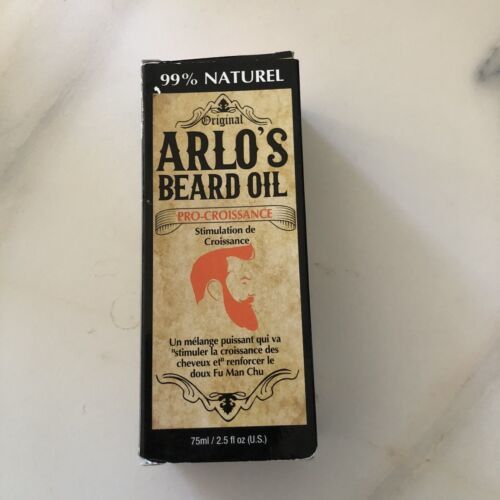 99% NATUREL
Original
ARLO'S
BEARD OIL
PRO-CROISSANCE
Stimulation de
Croissance
Un mélange puissant qui va
"stimuler la croissance des
cheveux et" renforcer le
doux Fu Man Chu
75ml / 2.5 fl oz (U.S.)